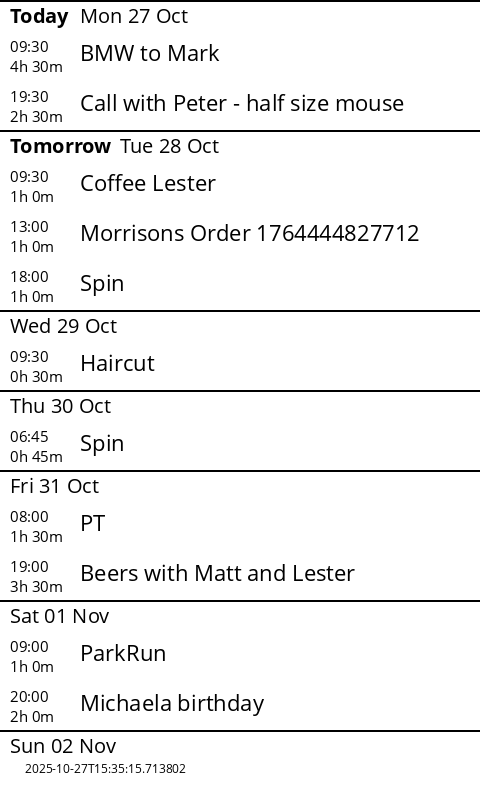 Today Mon 27 Oct
09:30
4h 30m
BMW to Mark
19:30
2h 30m
Call with Peter - half size mouse
Tomorrow Tue 28 Oct
09:30
1h 0m
Coffee Lester
13:00
1h 0m
Morrisons Order 1764444827712
18:00
1h 0m
Spin
Wed 29 Oct
09:30
0h 30m
Haircut
Thu 30 Oct
06:45
0h 45m
Spin
Fri 31 Oct
08:00
1h 30m
PT
19:00
3h 30m
Beers with Matt and Lester
Sat 01 Nov
09:00
1h 0m
ParkRun
20:00
2h 0m
Michaela birthday
Sun 02 Nov
2025-10-27T15:35:15.713802